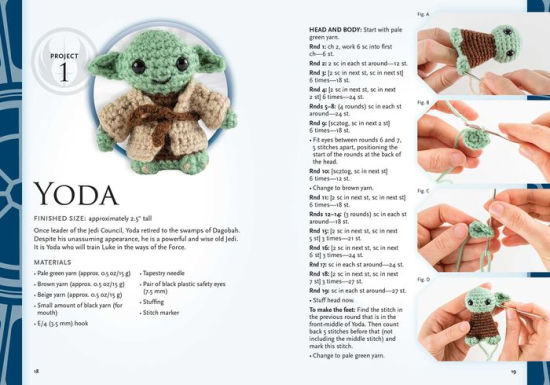 PROJECT
1
YODA
FINISHED SIZE: approximately 2.5" tall
Once leader of the Jedi Council, Yoda retired to the swamps of Dagobah.
Despite his unassuming appearance, he is a powerful and wise old Jedi.
It is Yoda who will train Luke in the ways of the Force.
MATERIALS
• Pale green yarn (approx. 0.5 oz/15 g)
• Brown yarn (approx. 0.5 oz/15 g)
• Beige yarn (approx. 0.5 oz/15 g)
• Small amount of black yarn (for
mouth)
• E/4 (3.5 mm) hook
• Tapestry needle
• Pair of black plastic safety eyes
(7.5 mm)
• Stuffing
• Stitch marker
18
HEAD AND BODY: Start with pale
green yarn.
Rnd 1: ch 2, work 6 sc into first
ch—6 st.
Rnd 2: 2 sc in each st around—12 st.
Rnd 3: [2 sc in next st, sc in next st]
6 times—18 st.
Rnd 4: [2 sc in next st, sc in next
2 st] 6 times—24 st.
Rnds 5–8: (4 rounds) sc in each st
around—24 st.
Rnd 9: [sc2tog, sc in next 2 st]
6 times—18 st.
• Fit eyes between rounds 6 and 7,
5 stitches apart, positioning the
start of the rounds at the back of
the head.
Rnd 10: [sc2tog, sc in next st]
6 times—12 st.
• Change to brown yarn.
Rnd 11: [2 sc in next st, sc in next st]
6 times—18 st.
Rnds 12–14: (3 rounds) sc in each st
around—18 st.
Rnd 15: [2 sc in next st, sc in next
5 st] 3 times—21 st.
Rnd 16: [2 sc in next st, sc in next
6 st] 3 times—24 st.
Rnd 17: sc in each st around—24 st.
Rnd 18: [2 sc in next st, sc in next
7 st] 3 times—27 st.
Rnd 19: sc in each st around—27 st.
• Stuff head now.
To make the feet: Find the stitch in
the previous round that is in the
front-middle of Yoda. Then count
back 5 stitches before that (not
including the middle stitch) and
mark this stitch.
• Change to pale green yarn.
Fig. A
Fig. B
Fig. C
Fig. D
19